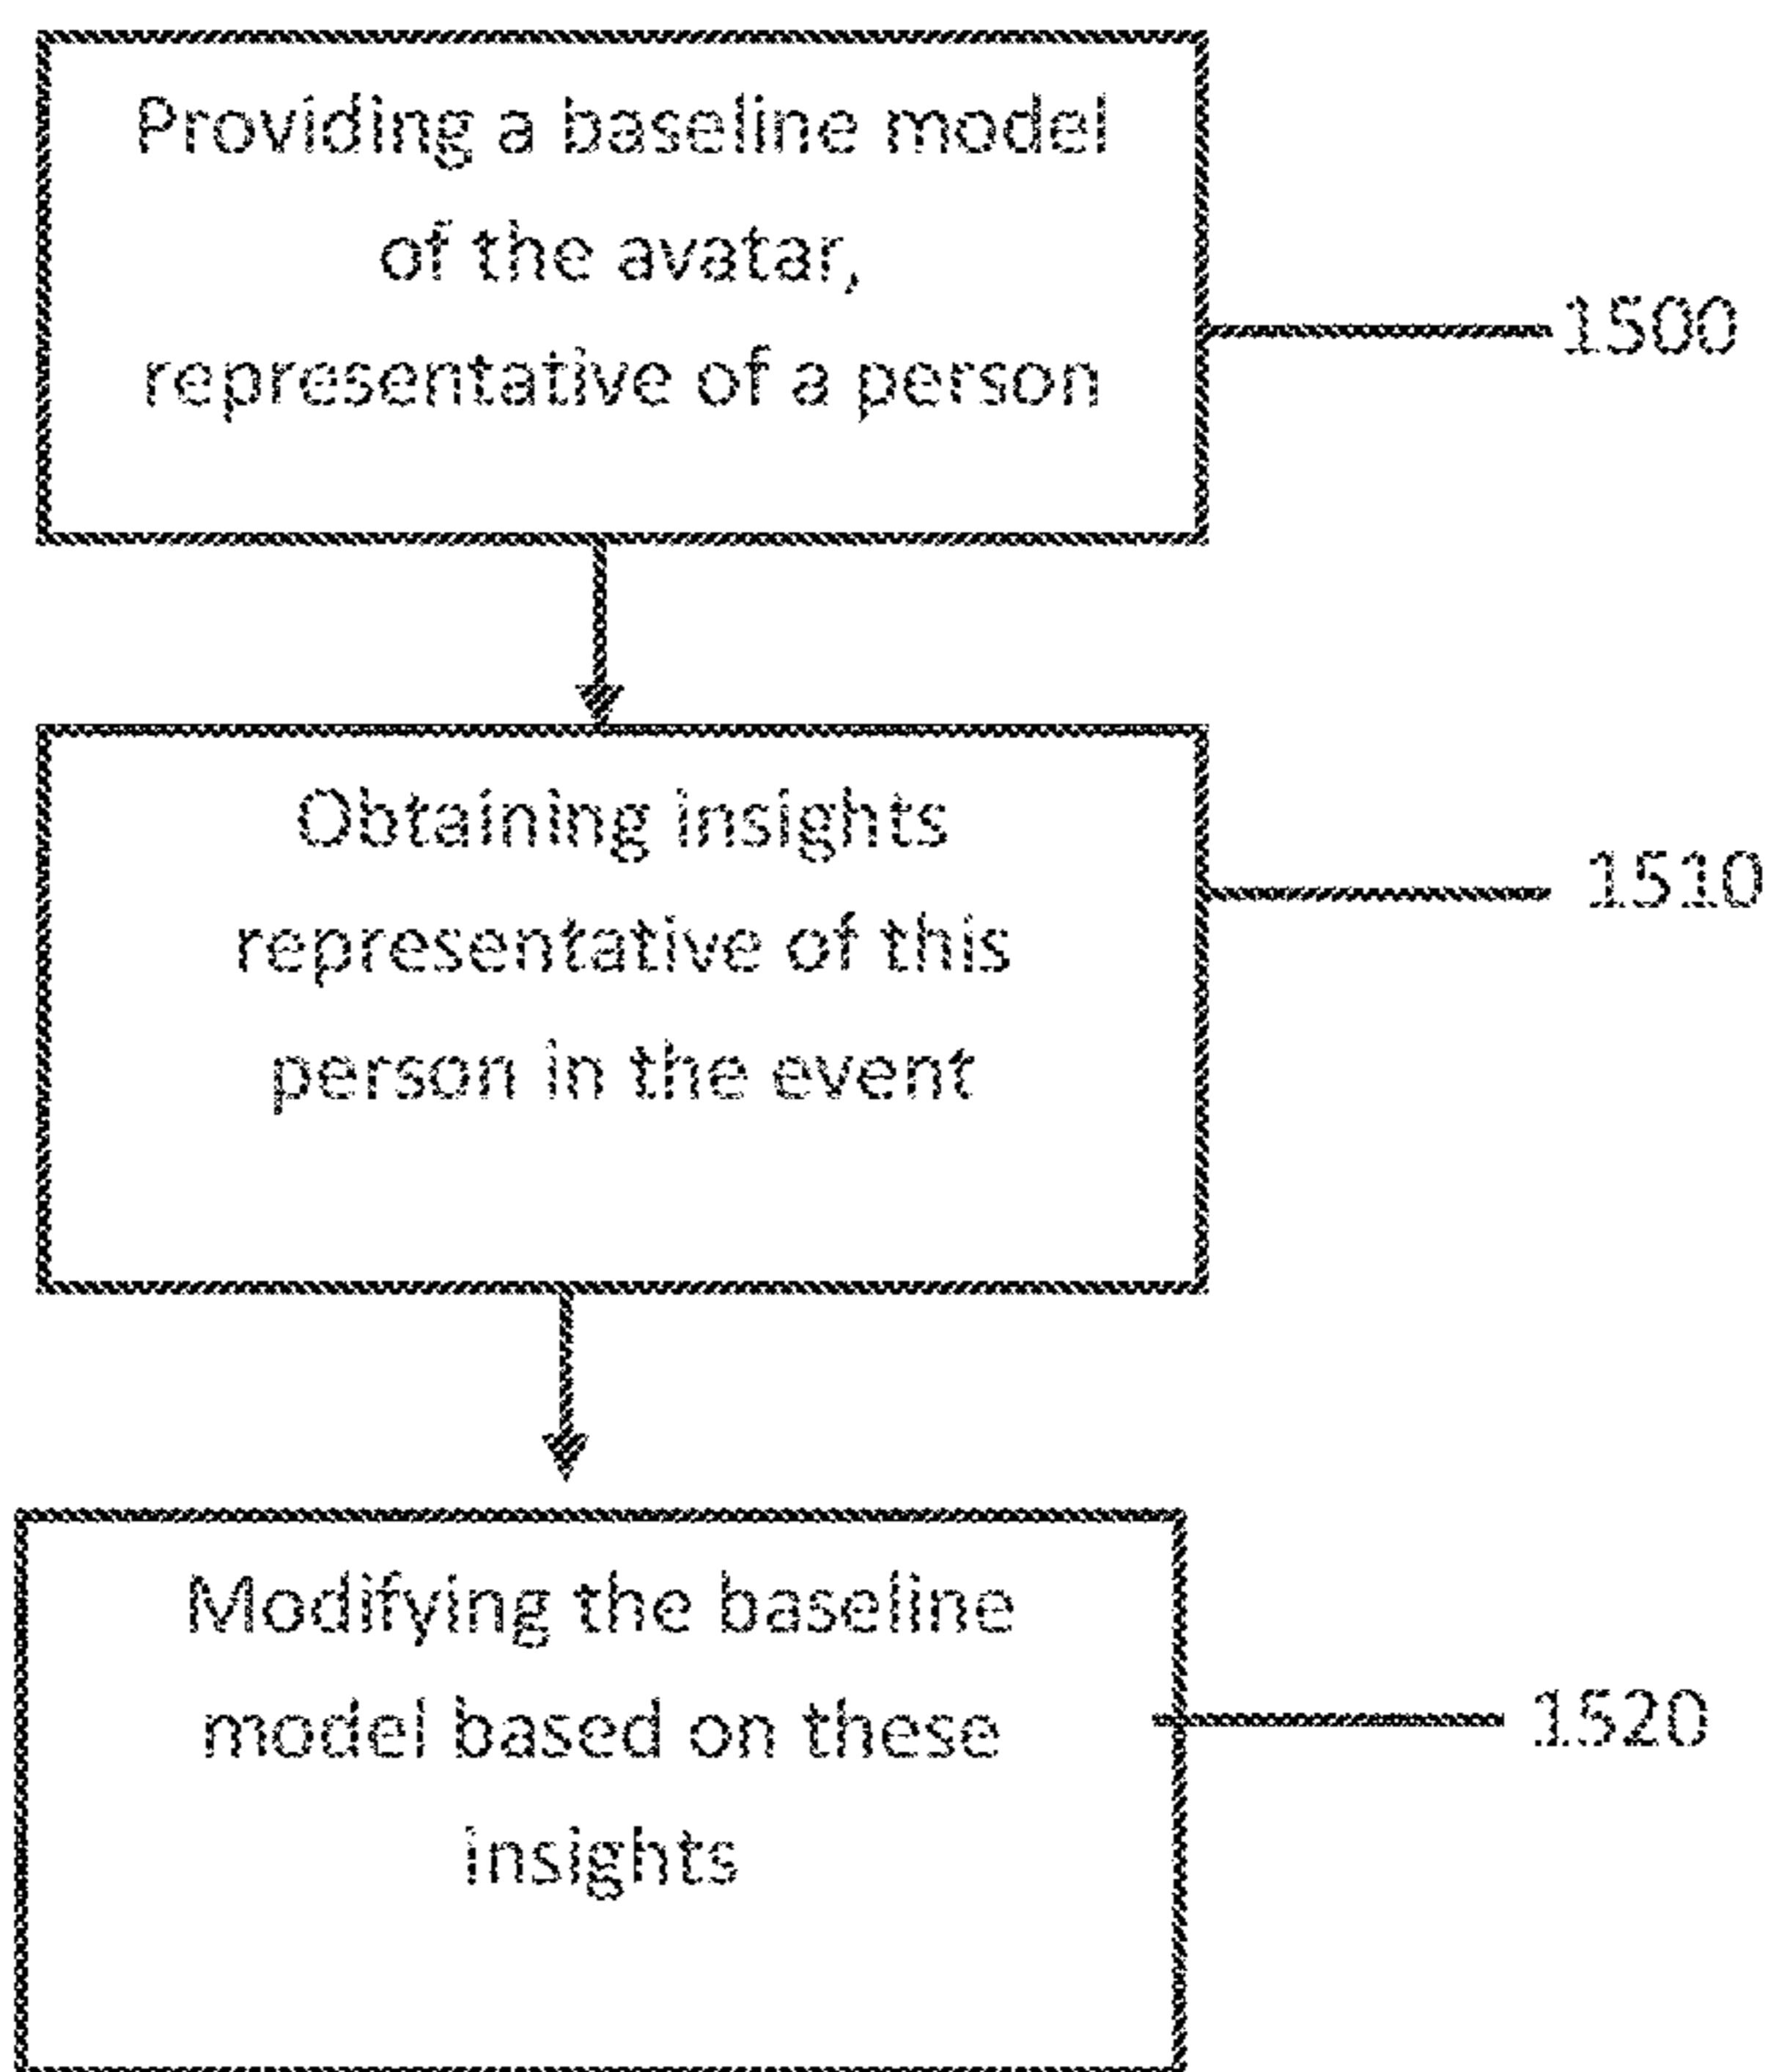 Providing a baseline model
of the avatar,
representative of a person
1500
Obtaining insights
representative of this
person in the event
1510
Modifying the baseline
model based on these
insights
1520